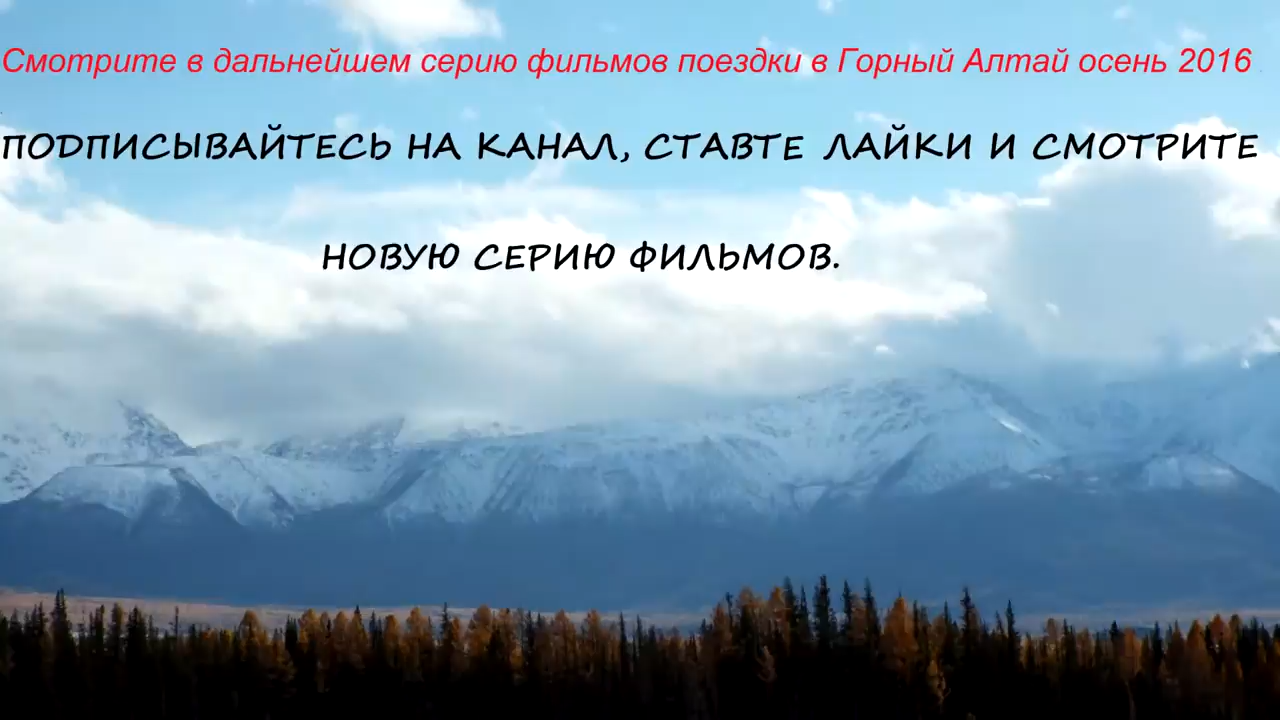 Смотрите в дальнейшем серию фильмов поездки в Горный Алтай осень 2016
ПОДПИСЫВАЙТЕСЬ НА КАНАЛ, СТАВТЕ ЛАЙКИ И СМОТРИТЕ
НОВУЮ СЕРИЮ ФИЛЬМОВ.